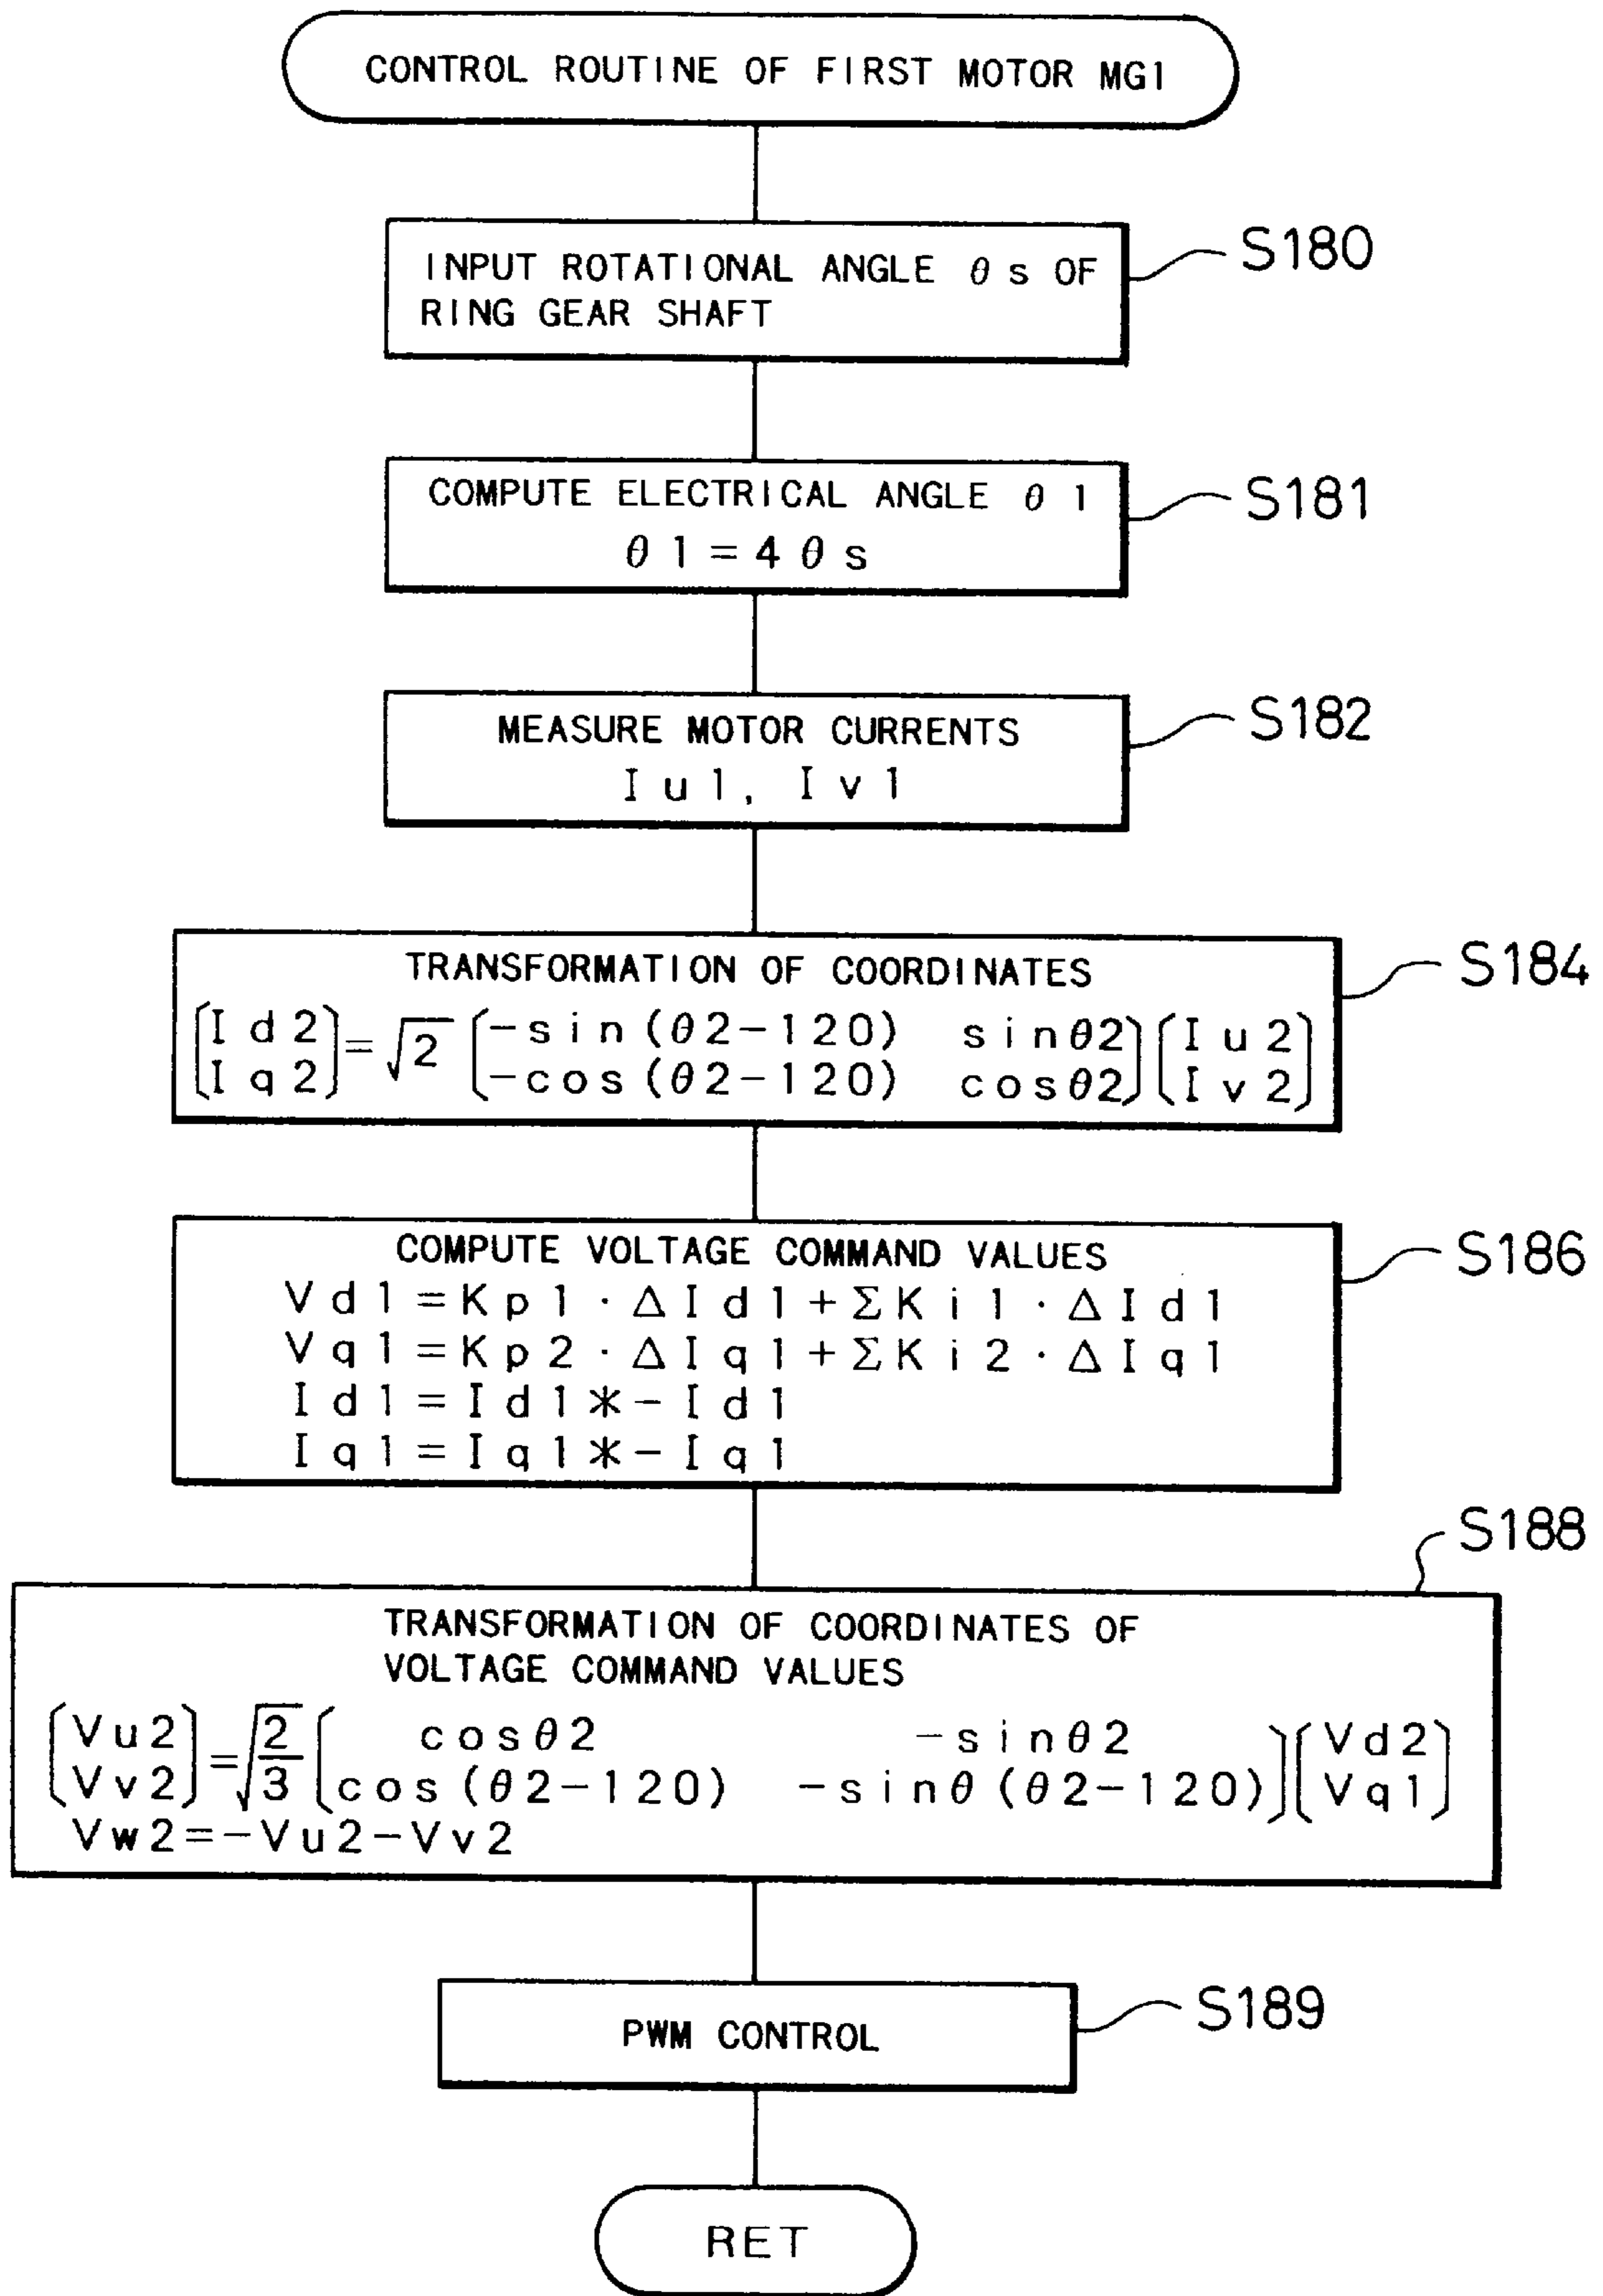 CONTROL ROUTINE OF FIRST MOTOR MG1
INPUT ROTATIONAL ANGLE θs OF
RING GEAR SHAFT
S180
COMPUTE ELECTRICAL ANGLE θ1
θ1=4θs
S181
MEASURE MOTOR CURRENTS
Iu1, Iv1
S182
TRANSFORMATION OF COORDINATES
S184
[Id2] = √2 [-sin(θ2-120) sinθ2] [Iu2]
[Iq2] [-cos(θ2-120) cosθ2] [Iv2]
COMPUTE VOLTAGE COMMAND VALUES
S186
Vd1=Kp1·ΔId1+ΣKi1·ΔId1
Vq1=Kp2·ΔIq1+ΣKi2·ΔIq1
Id1=Id1*-Id1
Iq1=Iq1*-Iq1
S188
TRANSFORMATION OF COORDINATES OF
VOLTAGE COMMAND VALUES
[Vu2] = √2/3 [cosθ2 -sinθ2] [Vd2]
[Vv2] [cos(θ2-120) -sinθ(θ2-120)] [Vq1]
Vw2=-Vu2-Vv2
PWM CONTROL
S189
RET